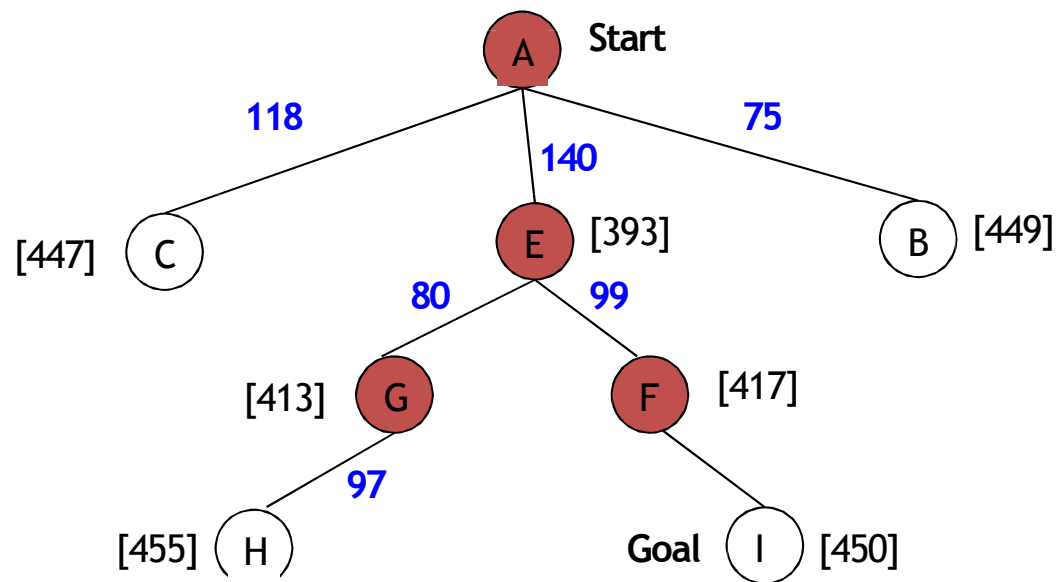 A Start
118
75
140
[447] C
E [393]
B [449]
80
99
[413] G
F [417]
97
[455] H
Goal I [450]